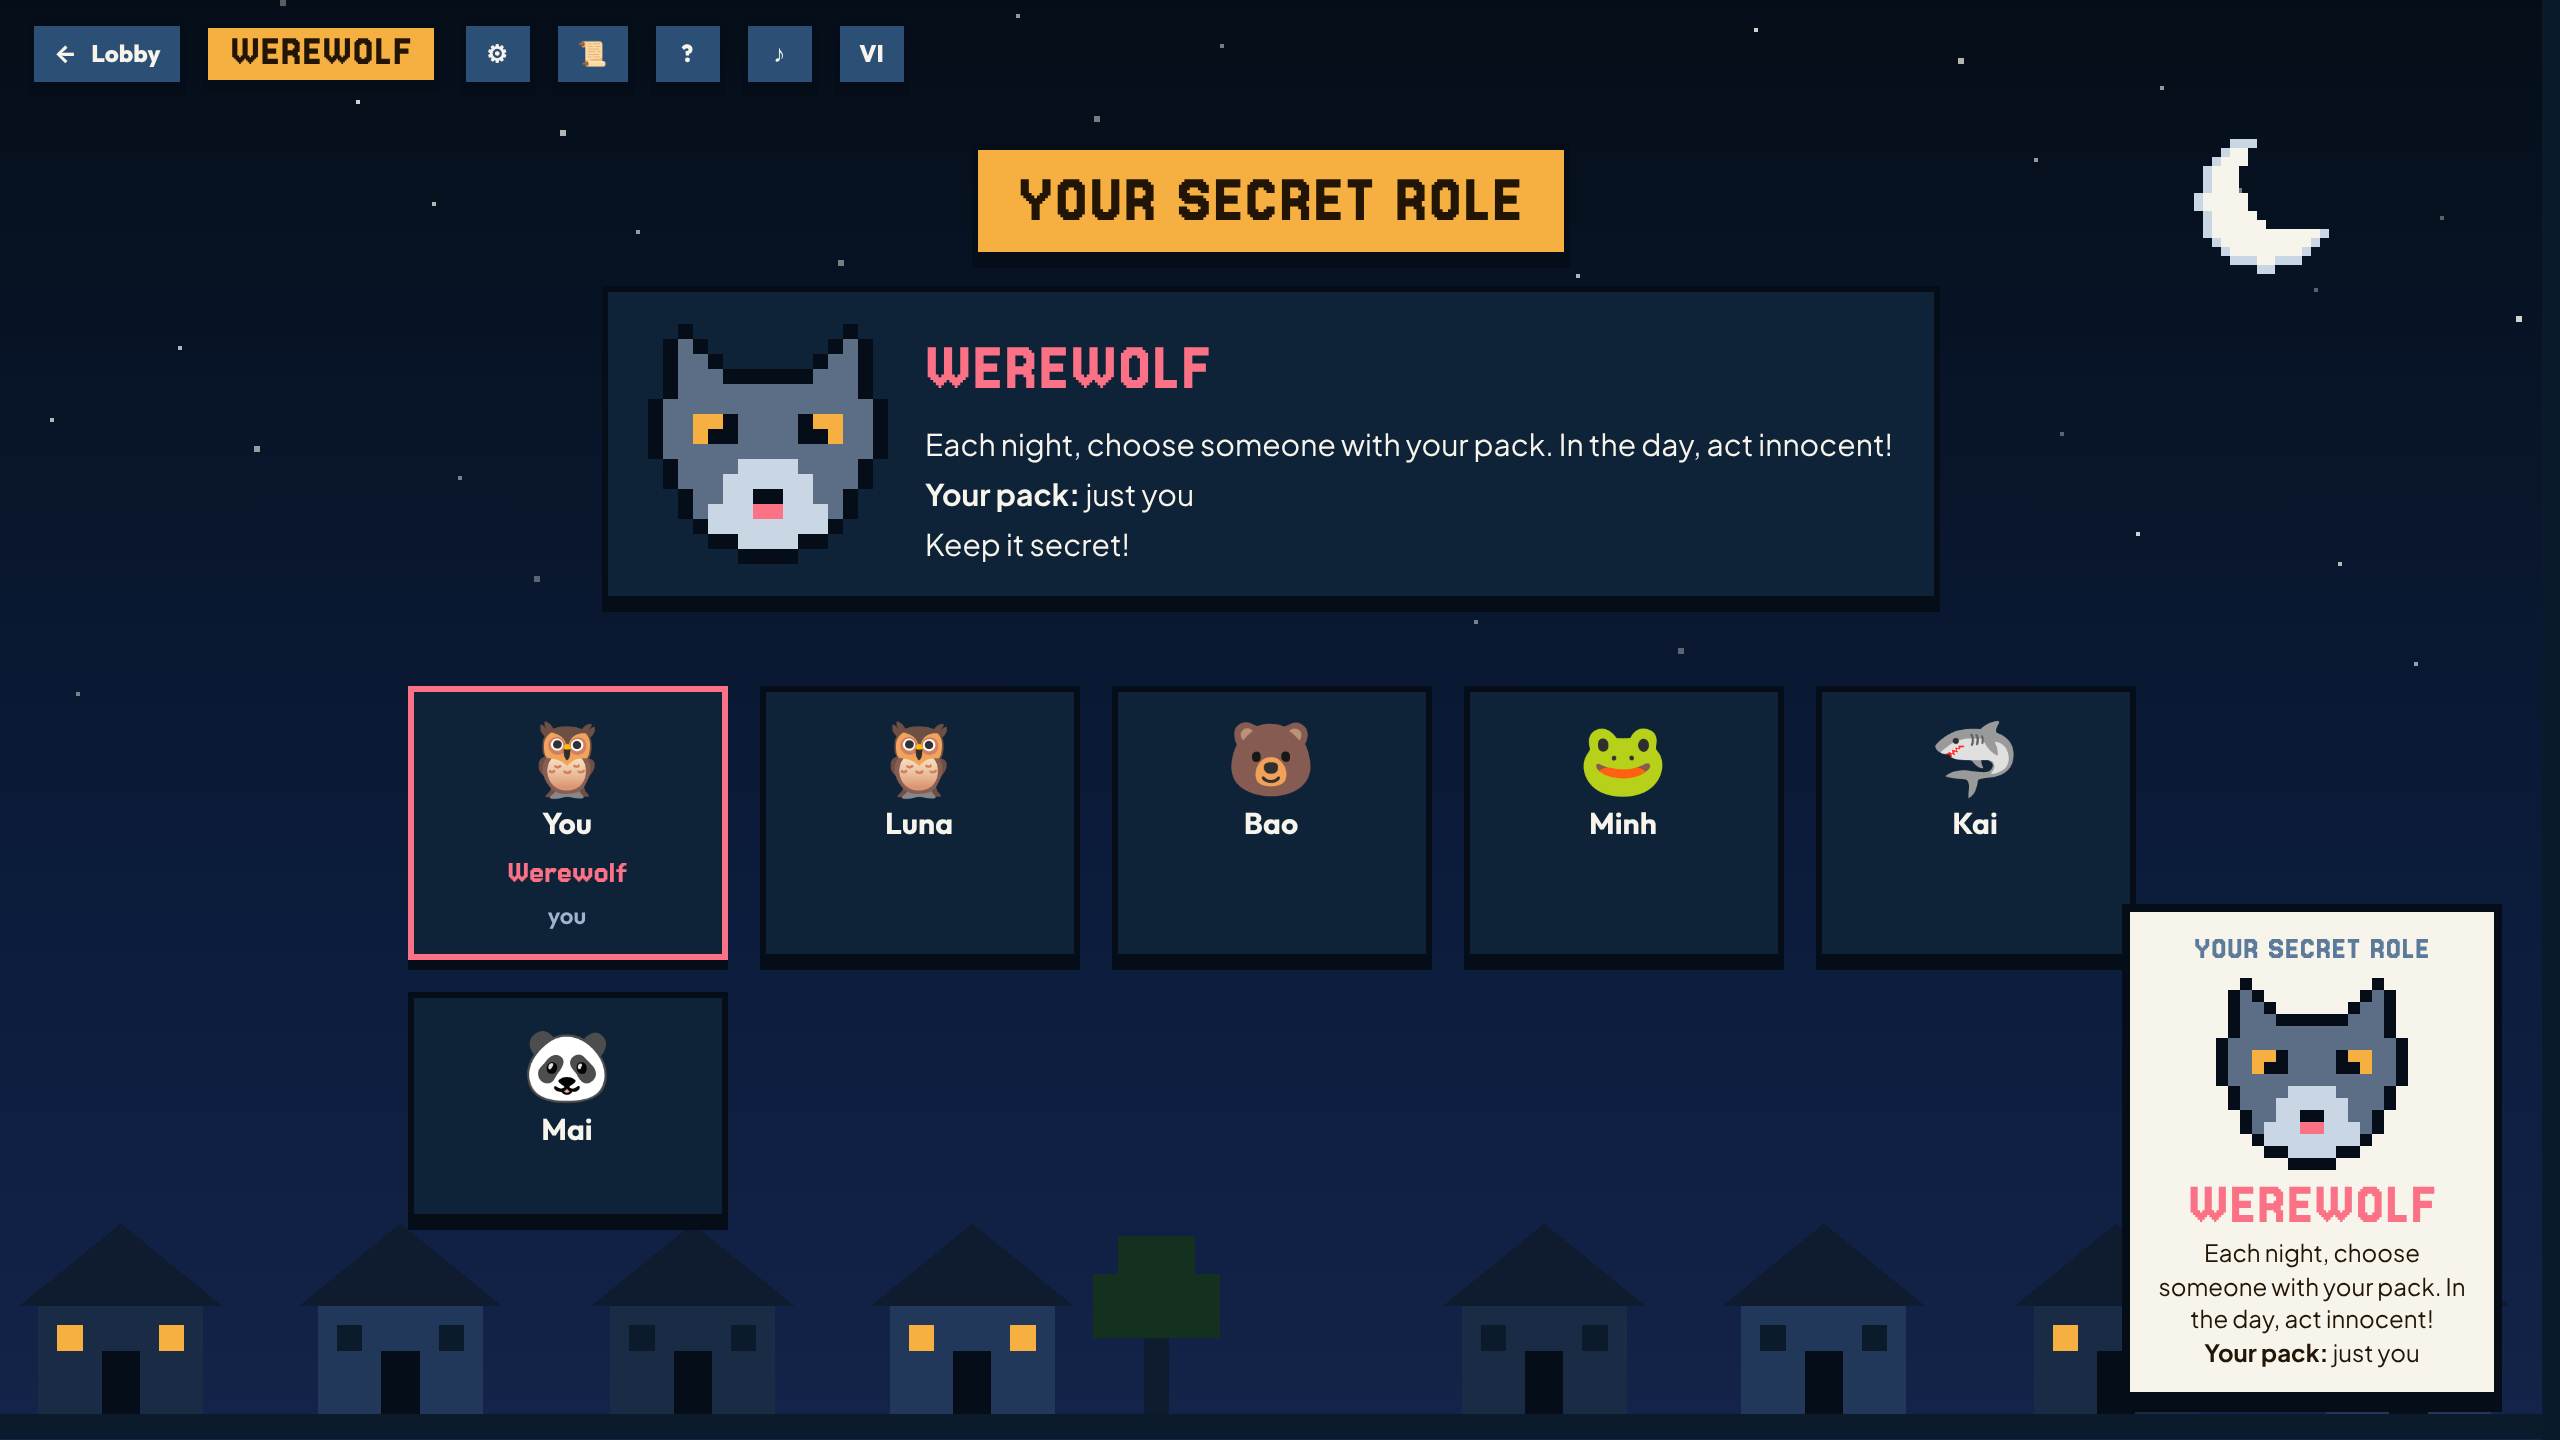 ← Lobby
WEREWOLF
?
♪
VI
YOUR SECRET ROLE
WEREWOLF
Each night, choose someone with your pack. In the day, act innocent!
Your pack: just you
Keep it secret!
You
Werewolf
you
Luna
Bao
Minh
Kai
Mai
YOUR SECRET ROLE
WEREWOLF
Each night, choose
someone with your pack. In
the day, act innocent!
Your pack: just you